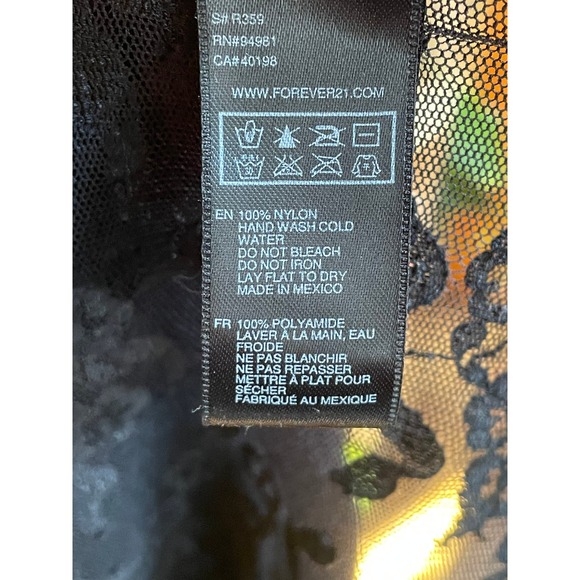 S# R359
RN#94981
CA#40198
WWW.FOREVER21.COM
30
EN 100% NYLON
HAND WASH COLD
WATER
DO NOT BLEACH
DO NOT IRON
LAY FLAT TO DRY
MADE IN MEXICO
FR 100% POLYAMIDE
LAVER À LA MAIN, EAU
FROIDE
NE PAS BLANCHIR
NE PAS REPASSER
METTRE À PLAT POUR
SÉCHER
FABRIQUÉ AU MEXIQUE